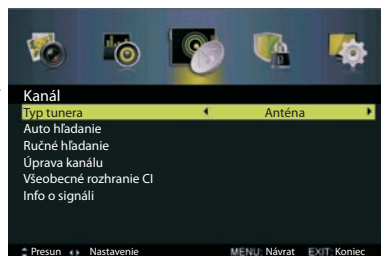 Kanál
Typ tunera Anténa
Auto hľadanie
Ručné hľadanie
Úprava kanálu
Všeobecné rozhranie CI
Info o signáli
Presun Nastavenie MENU: Návrat EXIT: Koniec